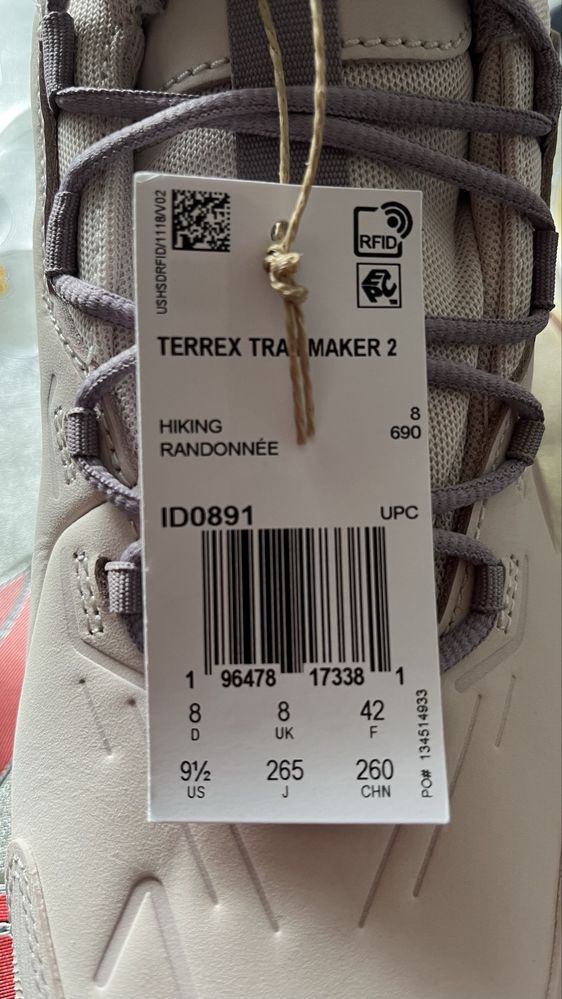 USHSDRFID/1118/V02
RFID
EPC
TERREX TRAILMAKER 2
HIKING
RANDONNÉE
8
690
ID0891
UPC
1 96478 17338 1
8 8 42
D UK F
9½ 265 260
US J CHN
PO# 134514933